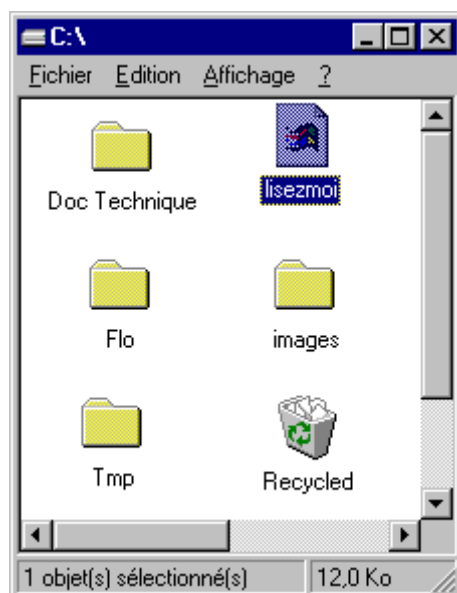 C:\
Fichier Edition Affichage ?
Doc Technique
lisezmoi
Flo
images
Tmp
Recycled
1 objet(s) sélectionné(s)
12,0 Ko